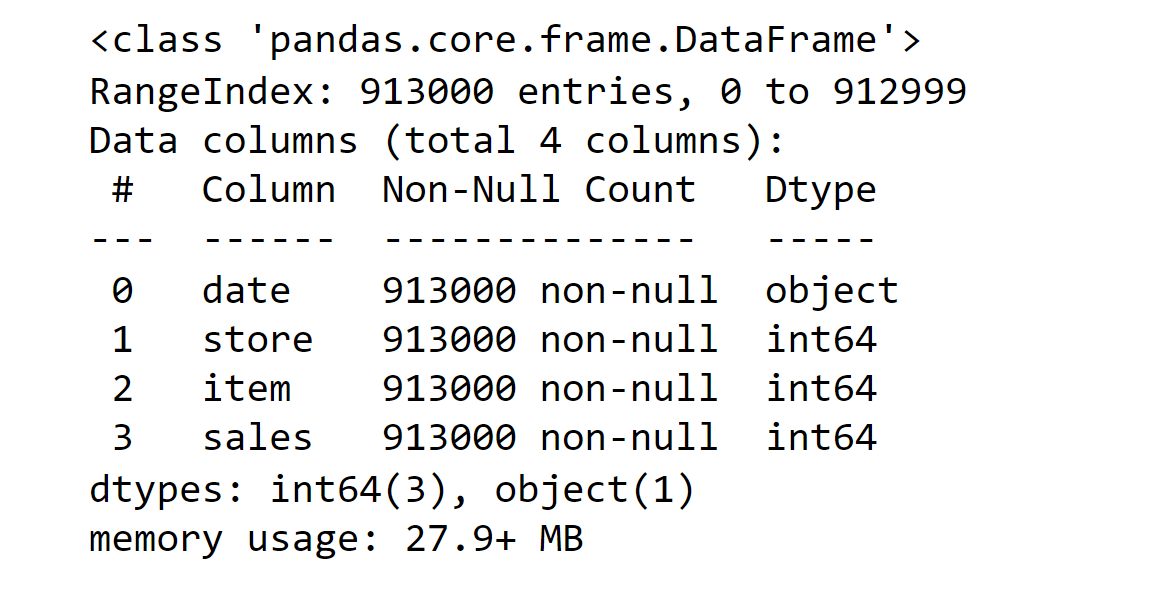 <class 'pandas.core.frame.DataFrame'>
RangeIndex: 913000 entries, 0 to 912999
Data columns (total 4 columns):
 #   Column  Non-Null Count   Dtype
---  ------  --------------   -----
 0   date    913000 non-null  object
 1   store   913000 non-null  int64
 2   item    913000 non-null  int64
 3   sales   913000 non-null  int64
dtypes: int64(3), object(1)
memory usage: 27.9+ MB